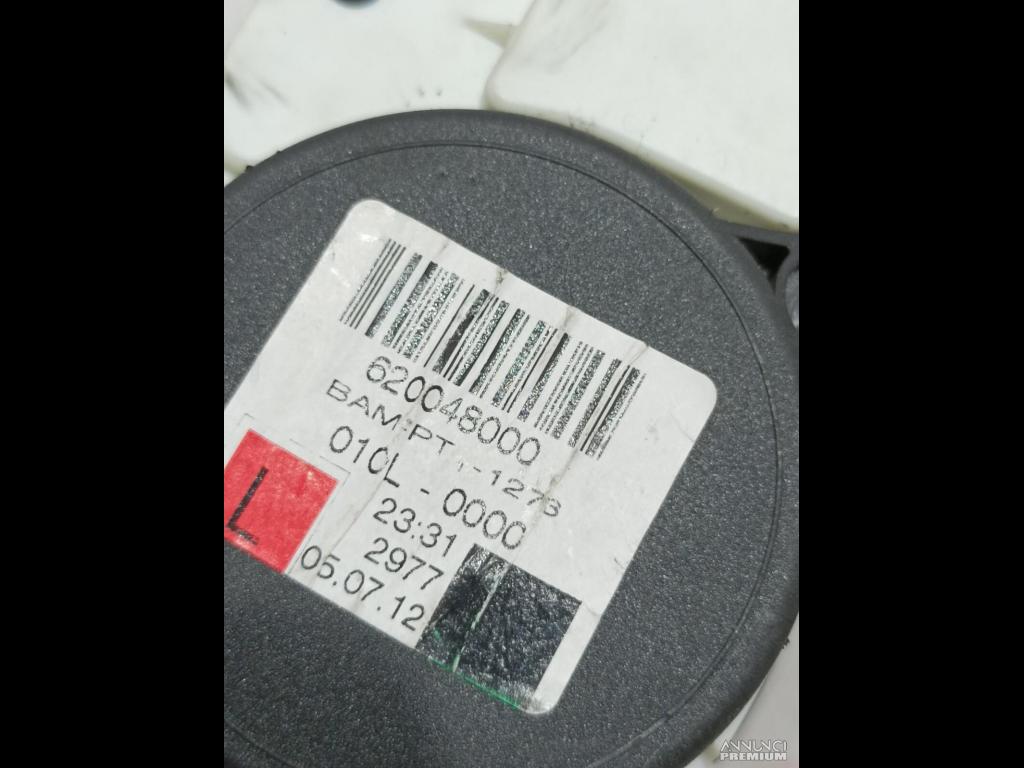 620048000
BAM-PT
010L - 0000
23:31
2977
05.07.12
L
ANNUNCI
PREMIUM